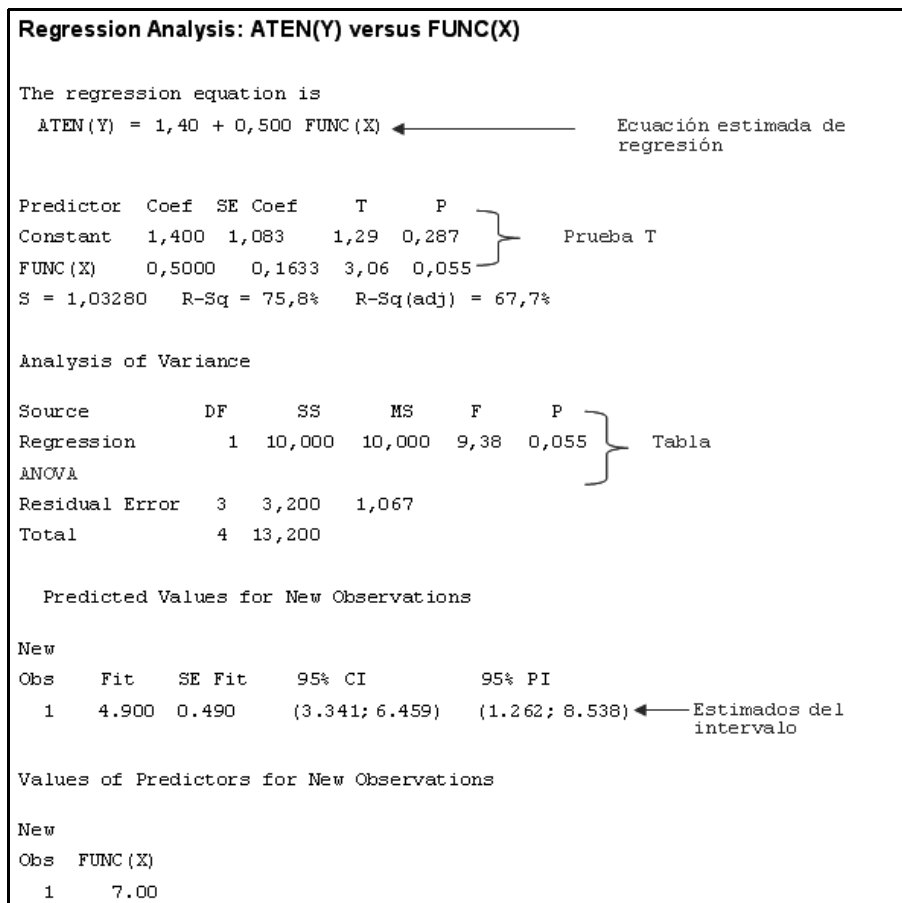 Regression Analysis: ATEN(Y) versus FUNC(X)
The regression equation is
ATEN(Y) = 1,40 + 0,500 FUNC(X)
Ecuación estimada de
regresión
Predictor Coef SE Coef T P
Constant 1,400 1,083 1,29 0,287
Prueba T
FUNC(X) 0,5000 0,1633 3,06 0,055
S = 1,03280 R-Sq = 75,8% R-Sq(adj) = 67,7%
Analysis of Variance
Source DF SS MS F P
Regression 1 10,000 10,000 9,38 0,055
Tabla
ANOVA
Residual Error 3 3,200 1,067
Total 4 13,200
Predicted Values for New Observations
New
Obs Fit SE Fit 95% CI 95% PI
1 4.900 0.490 (3.341; 6.459) (1.262; 8.538)
Estimados del
intervalo
Values of Predictors for New Observations
New
Obs FUNC(X)
1 7.00